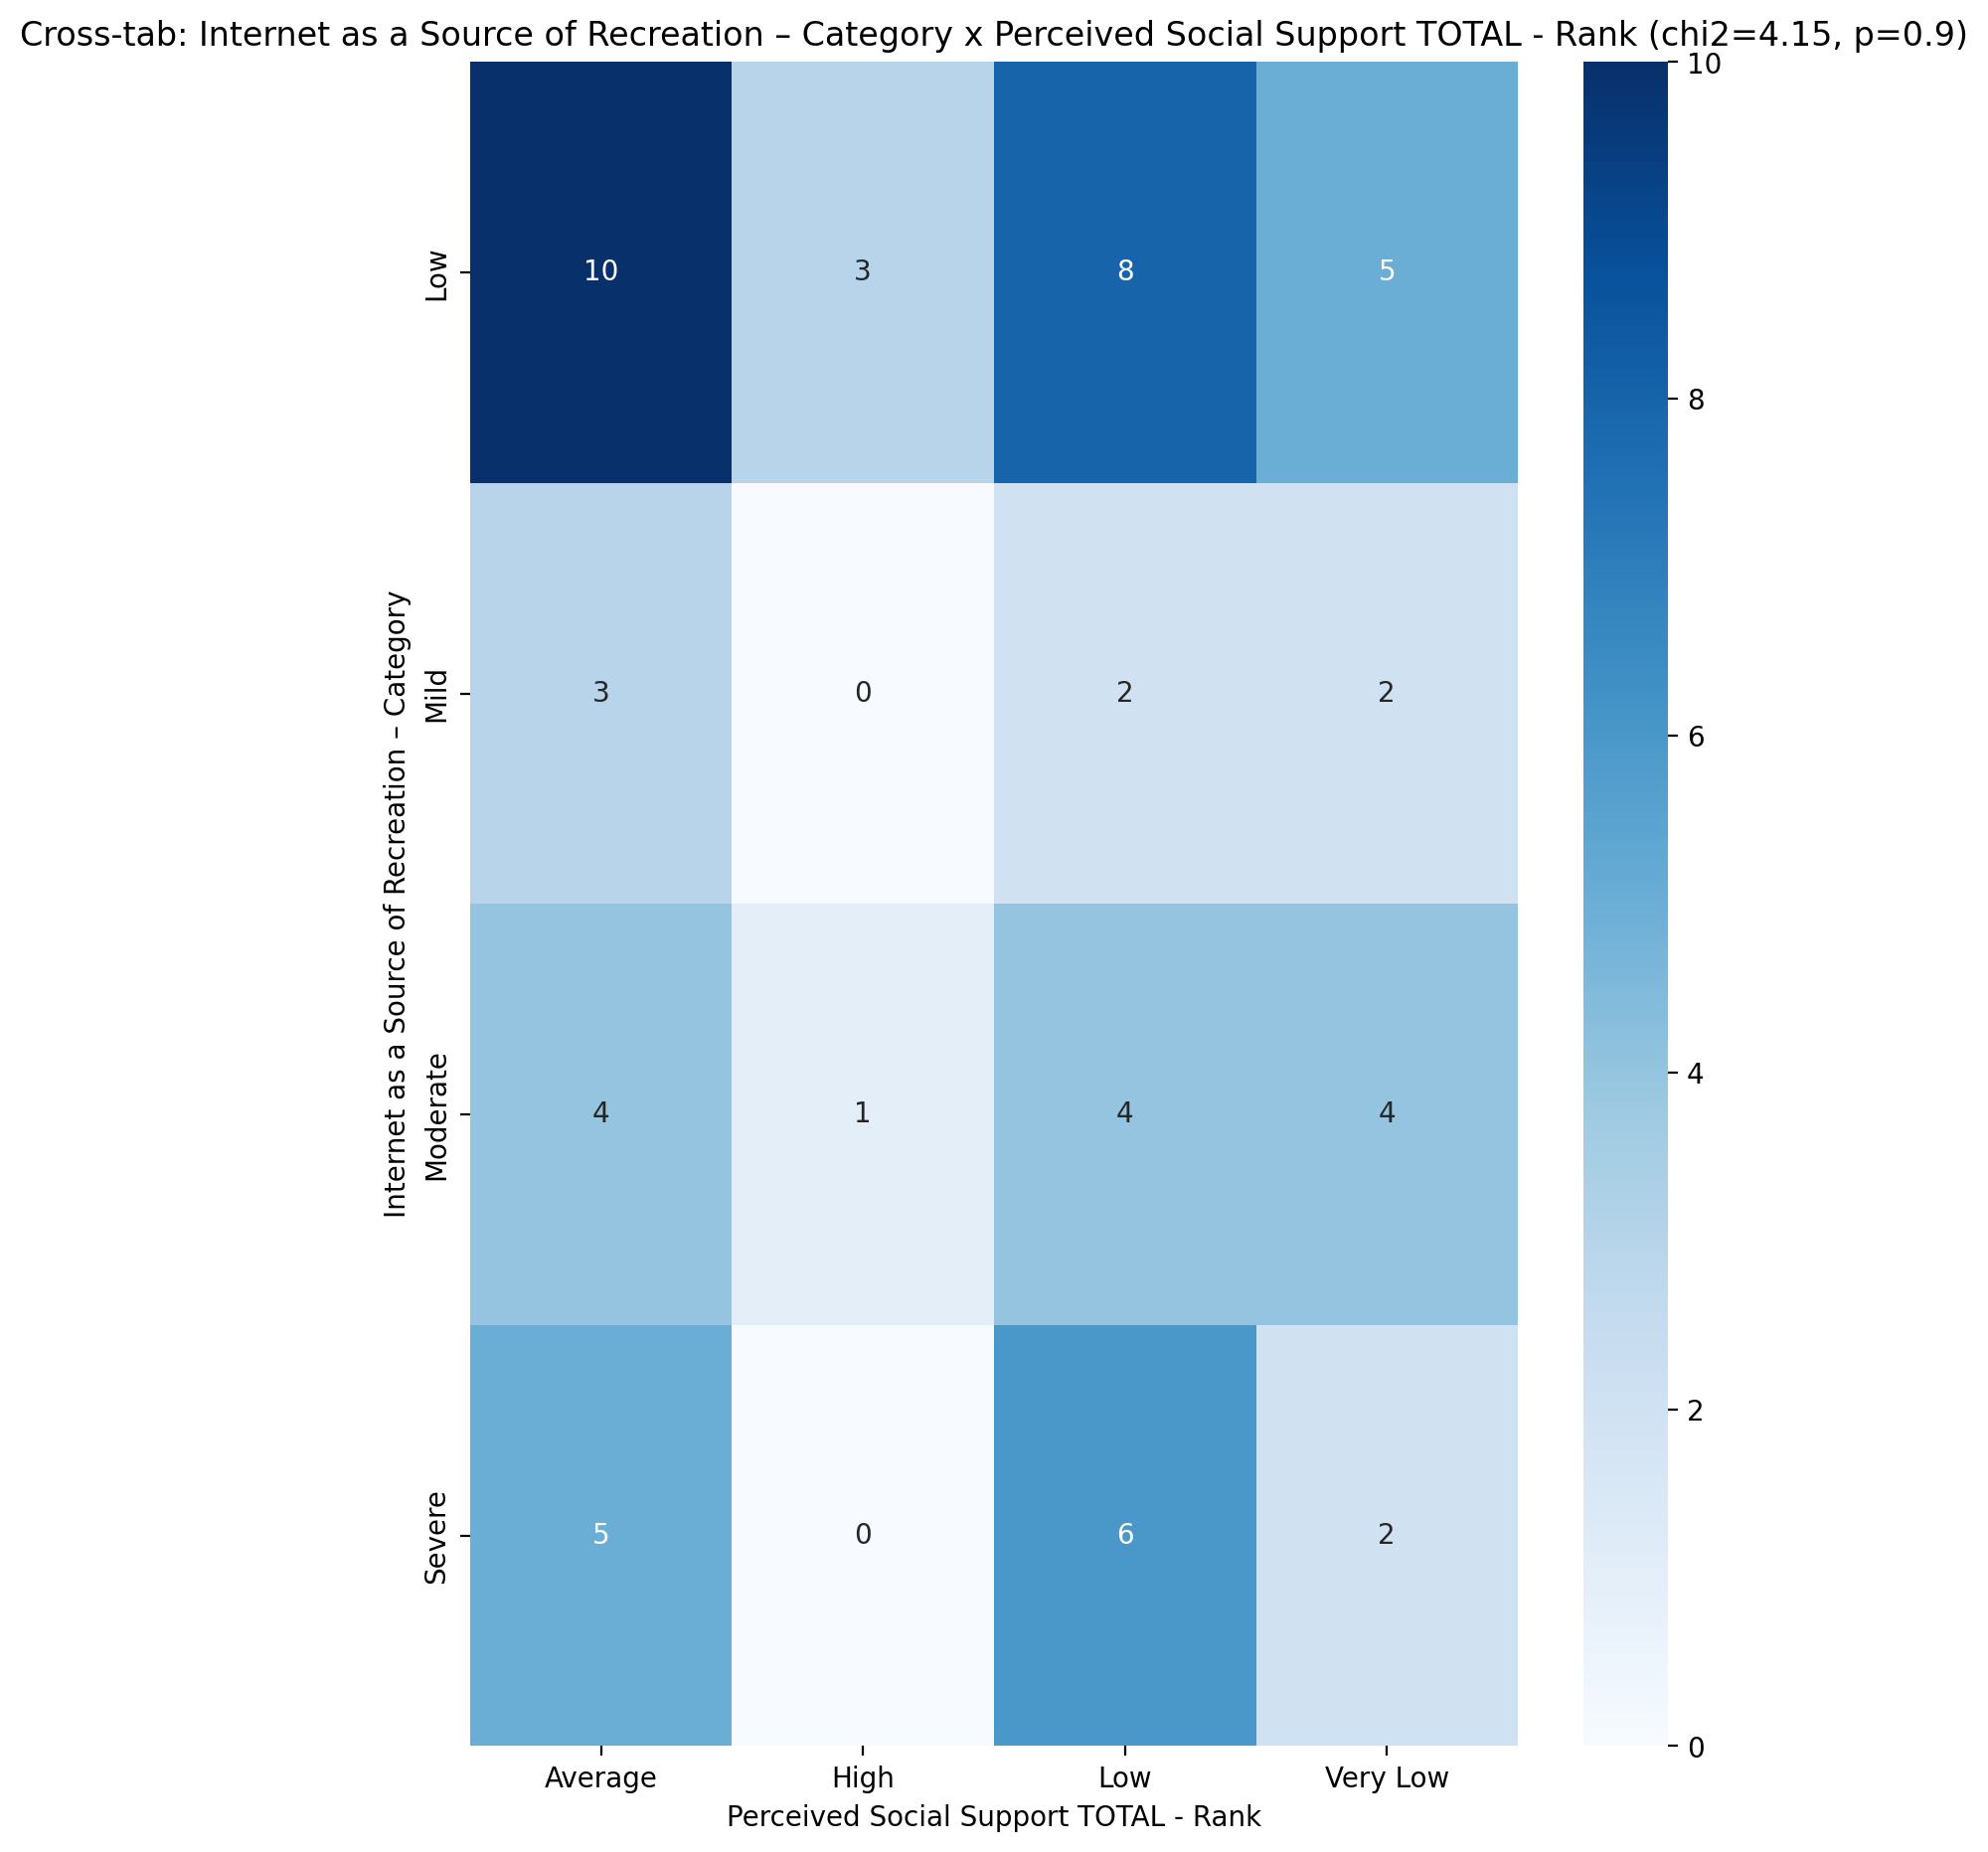 Cross-tab: Internet as a Source of Recreation – Category x Perceived Social Support TOTAL - Rank (chi2=4.15, p=0.9)
Internet as a Source of Recreation – Category
Low
10
3
8
5
Mild
3
0
2
2
Moderate
4
1
4
4
Severe
5
0
6
2
Average
High
Low
Very Low
Perceived Social Support TOTAL - Rank
10
8
6
4
2
0